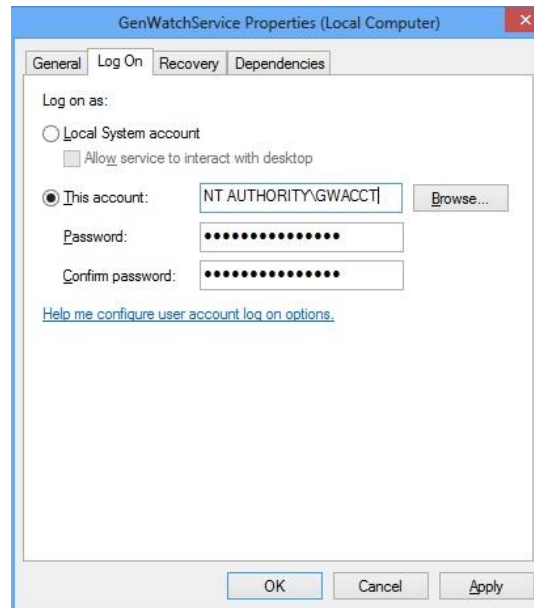 GenWatchService Properties (Local Computer)
General Log On Recovery Dependencies
Log on as:
Local System account
Allow service to interact with desktop
This account: NT AUTHORITY\GWACCT Browse...
Password: ●●●●●●●●●●●●●●●
Confirm password: ●●●●●●●●●●●●●●●
Help me configure user account log on options.
OK Cancel Apply